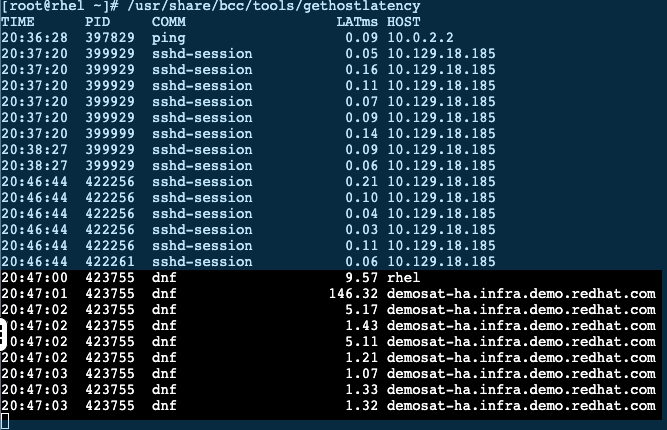 [root@rhel ~]# /usr/share/bcc/tools/gethostlatency
TIME      PID    COMM                  LATms HOST
20:36:28  397829 ping                   0.09 10.0.2.2
20:37:20  399929 sshd-session           0.05 10.129.18.185
20:37:20  399929 sshd-session           0.16 10.129.18.185
20:37:20  399929 sshd-session           0.11 10.129.18.185
20:37:20  399929 sshd-session           0.07 10.129.18.185
20:37:20  399929 sshd-session           0.09 10.129.18.185
20:37:20  399999 sshd-session           0.14 10.129.18.185
20:38:27  399929 sshd-session           0.09 10.129.18.185
20:38:27  399929 sshd-session           0.06 10.129.18.185
20:46:44  422256 sshd-session           0.21 10.129.18.185
20:46:44  422256 sshd-session           0.10 10.129.18.185
20:46:44  422256 sshd-session           0.04 10.129.18.185
20:46:44  422256 sshd-session           0.03 10.129.18.185
20:46:44  422256 sshd-session           0.11 10.129.18.185
20:46:44  422261 sshd-session           0.06 10.129.18.185
20:47:00  423755 dnf                    9.57 rhel
20:47:01  423755 dnf                  146.32 demosat-ha.infra.demo.redhat.com
20:47:02  423755 dnf                    5.17 demosat-ha.infra.demo.redhat.com
20:47:02  423755 dnf                    1.43 demosat-ha.infra.demo.redhat.com
20:47:02  423755 dnf                    5.11 demosat-ha.infra.demo.redhat.com
20:47:02  423755 dnf                    1.21 demosat-ha.infra.demo.redhat.com
20:47:03  423755 dnf                    1.07 demosat-ha.infra.demo.redhat.com
20:47:03  423755 dnf                    1.33 demosat-ha.infra.demo.redhat.com
20:47:03  423755 dnf                    1.32 demosat-ha.infra.demo.redhat.com